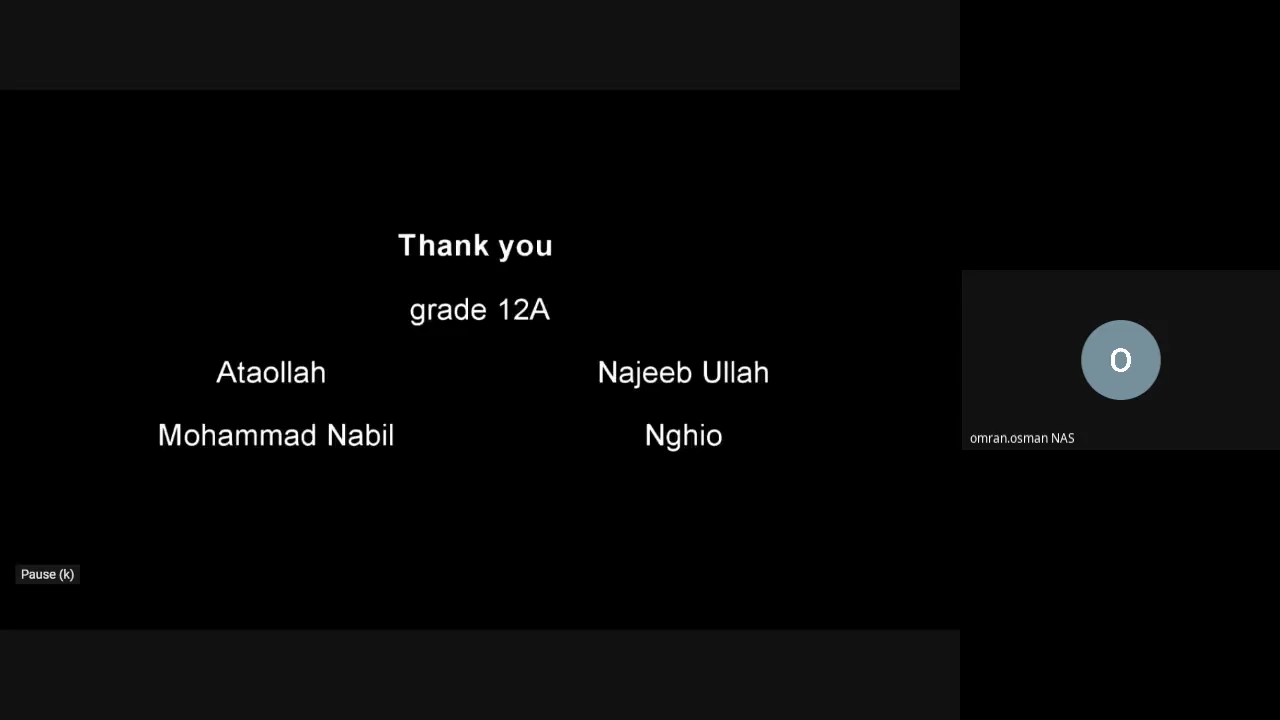 Thank you
grade 12A
Ataollah
Najeeb Ullah
Mohammad Nabil
Nghio
Pause (k)
O
omran.osman NAS